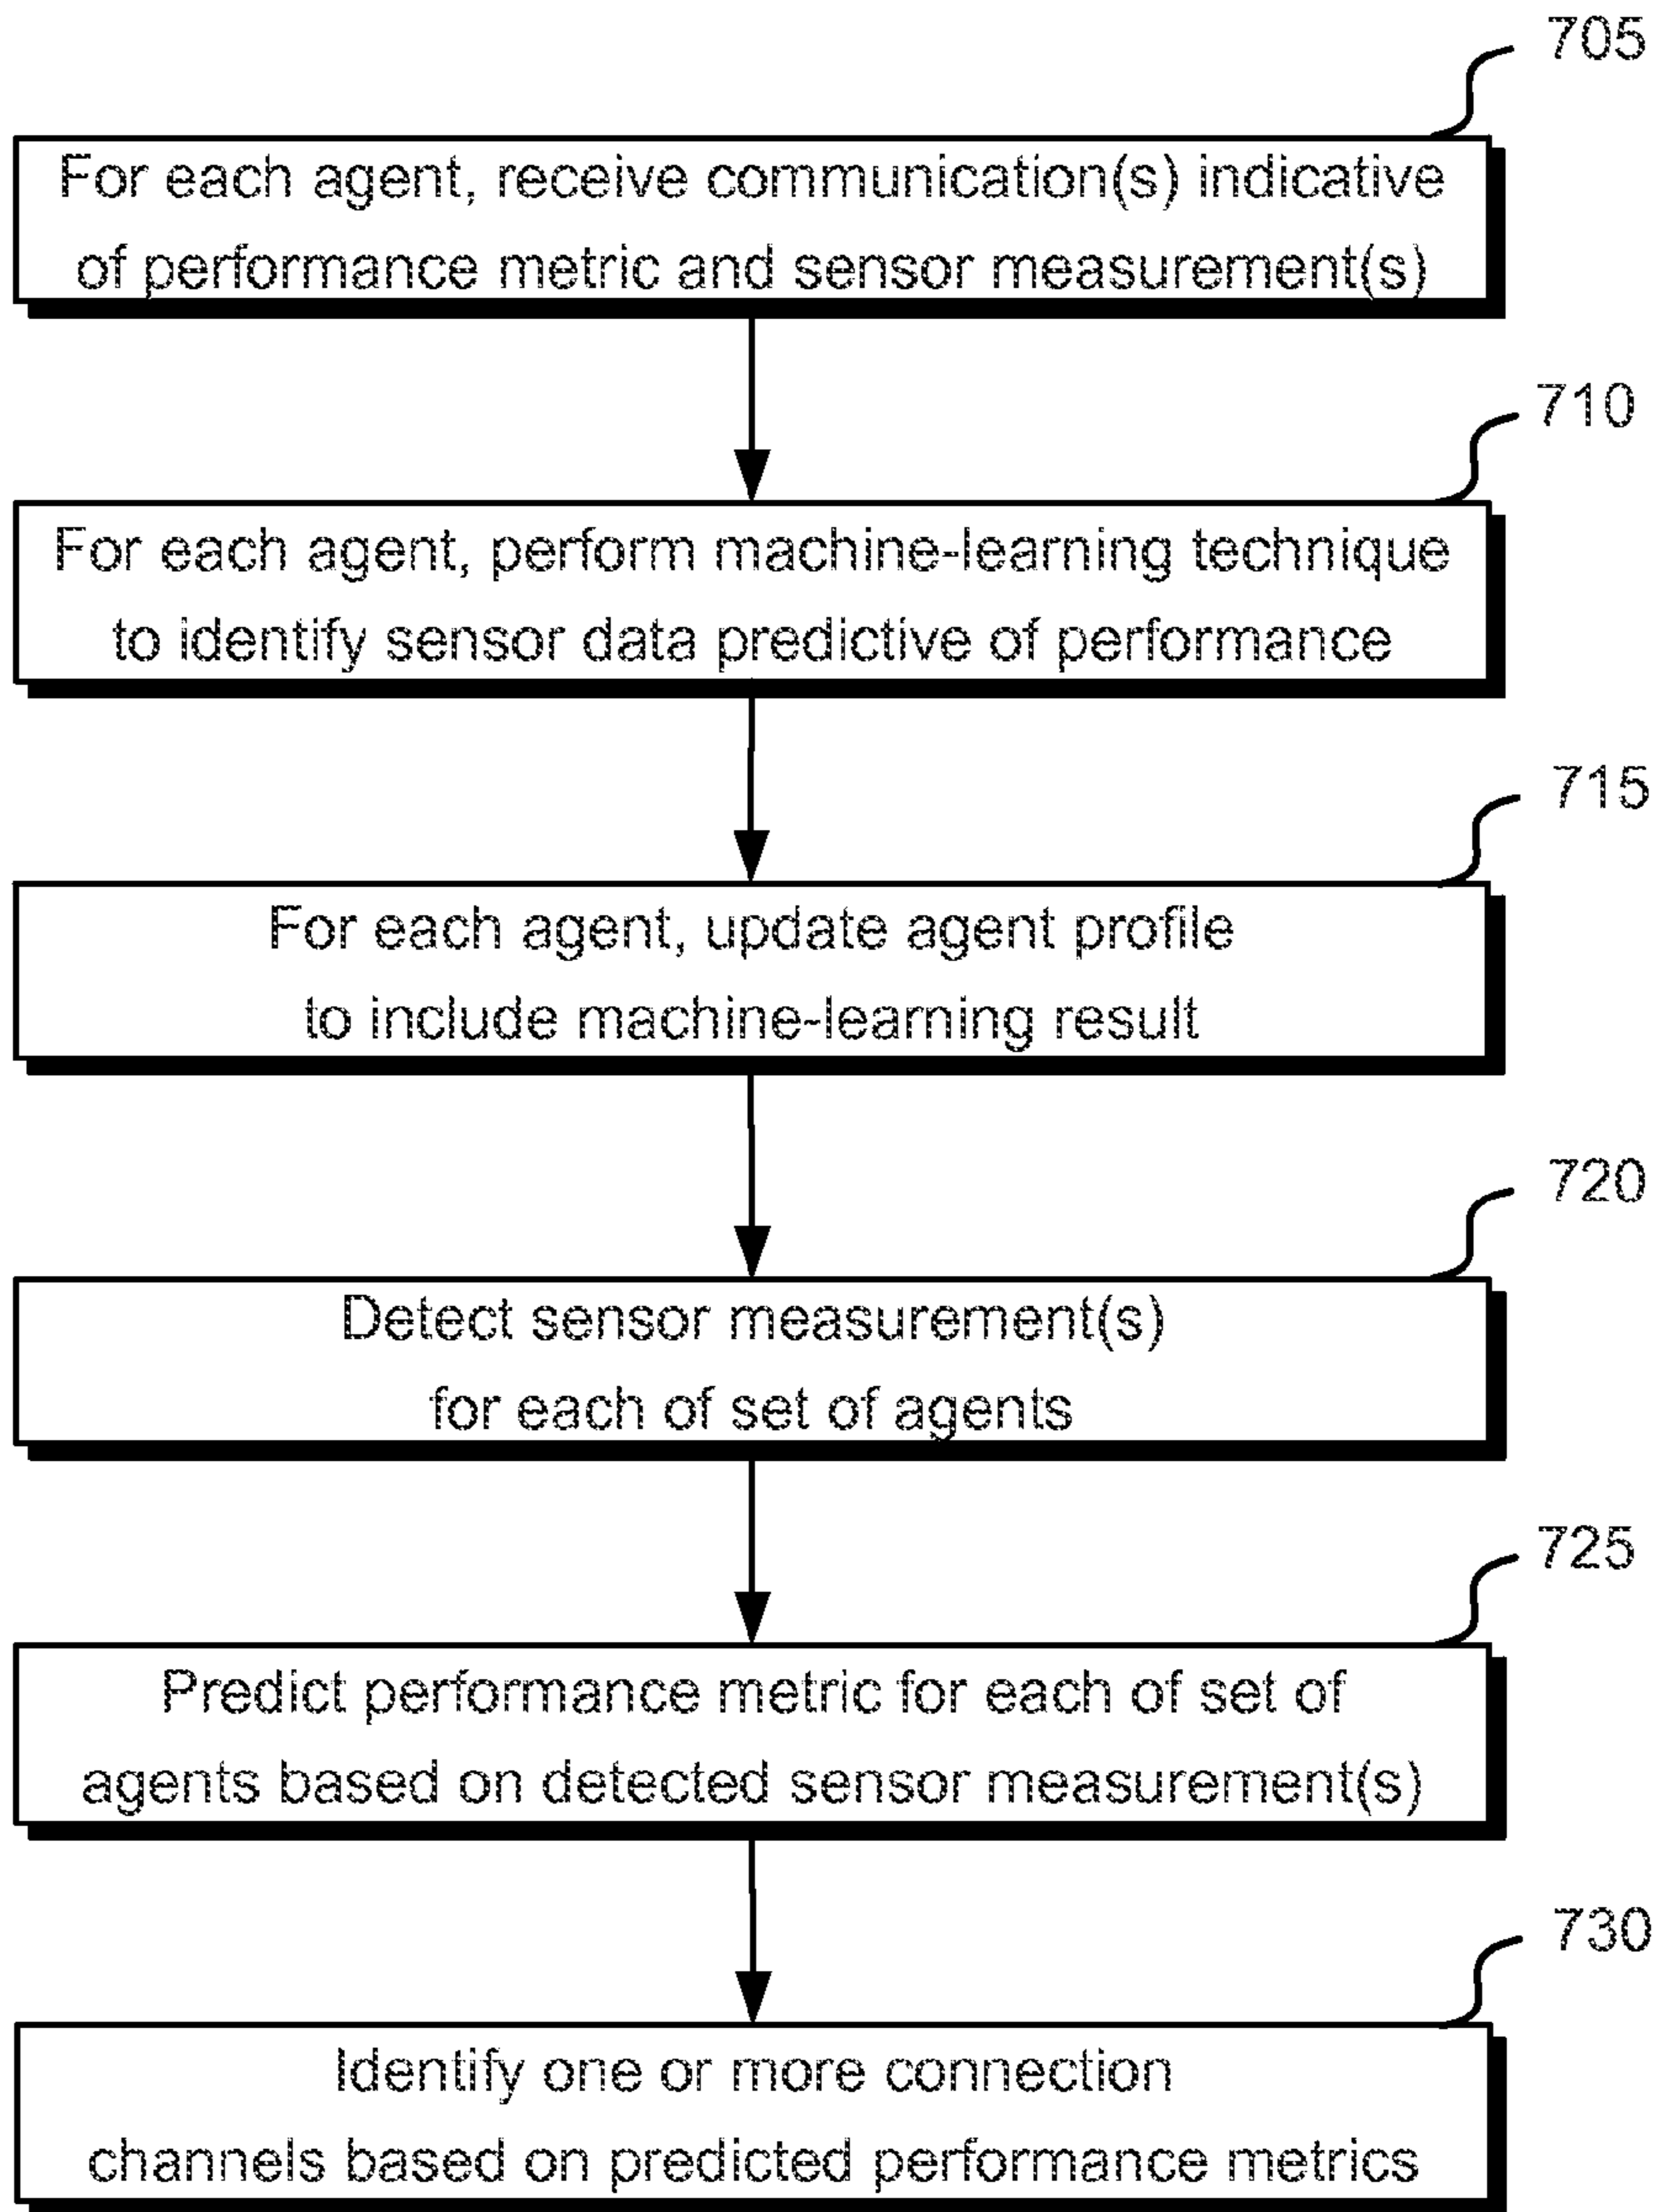 705
For each agent, receive communication(s) indicative
of performance metric and sensor measurement(s)
710
For each agent, perform machine-learning technique
to identify sensor data predictive of performance
715
For each agent, update agent profile
to include machine-learning result
720
Detect sensor measurement(s)
for each of set of agents
725
Predict performance metric for each of set of
agents based on detected sensor measurement(s)
730
Identify one or more connection
channels based on predicted performance metrics